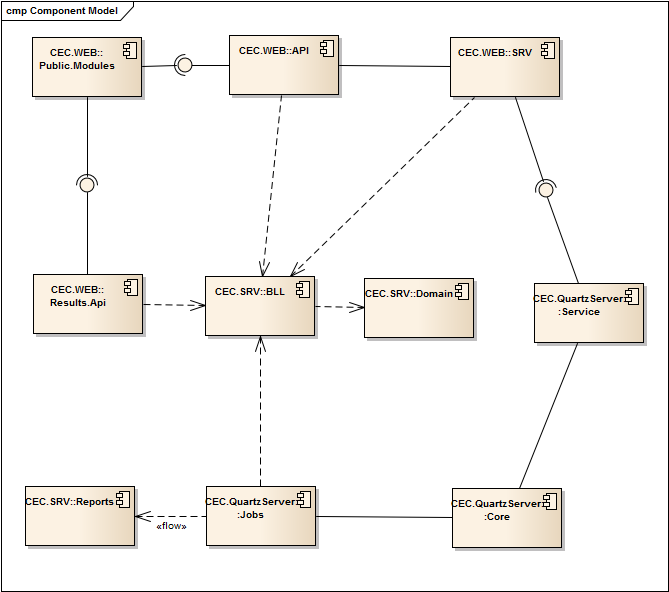 cmp Component Model
CEC.WEB::
Public.Modules
CEC.WEB::API
CEC.WEB::SRV
CEC.WEB::
Results.Api
CEC.SRV::BLL
CEC.SRV::Domain
CEC.QuartzServer:
:Service
CEC.SRV::Reports
«flow»
CEC.QuartzServer:
:Jobs
CEC.QuartzServer:
:Core